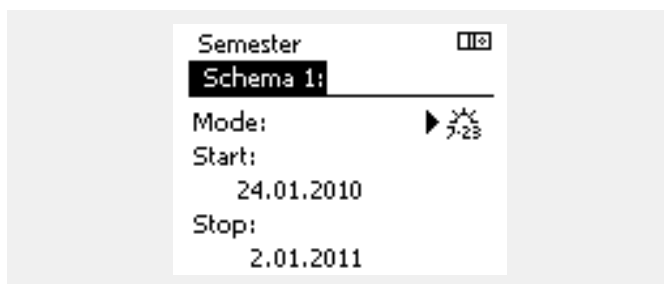 Semester
Schema 1:
Mode:
7-23
Start:
24.01.2010
Stop:
2.01.2011